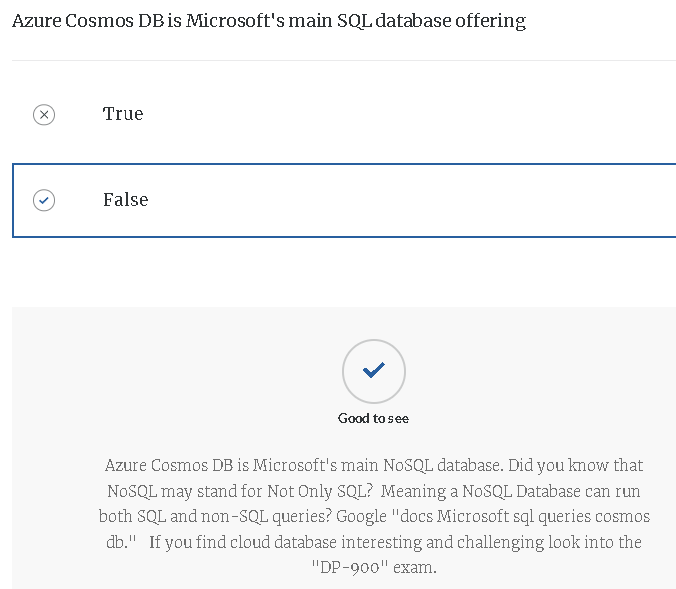 Azure Cosmos DB is Microsoft's main SQL database offering
True
False
Good to see
Azure Cosmos DB is Microsoft's main NoSQL database. Did you know that
NoSQL may stand for Not Only SQL? Meaning a NoSQL Database can run
both SQL and non-SQL queries? Google "docs Microsoft sql queries cosmos
db." If you find cloud database interesting and challenging look into the
"DP-900" exam.